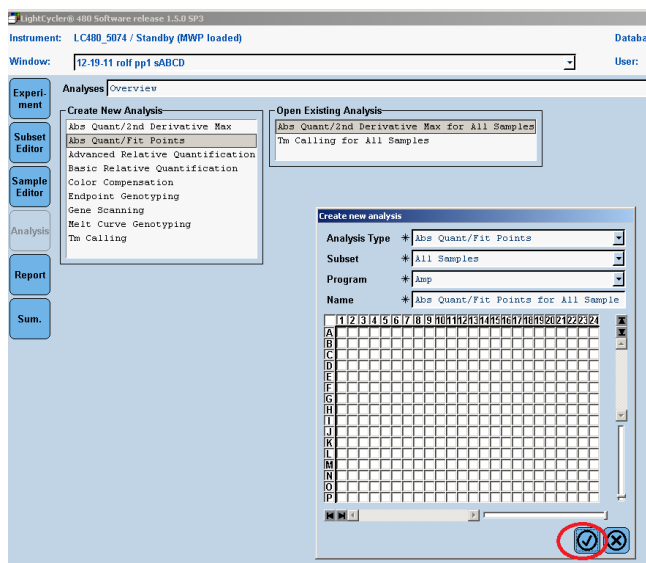 LightCycler® 480 Software release 1.5.0 SP3
Instrument: LC480_5074 / Standby (MWP loaded) Databa
Window: 12-19-11 rolf pp1 sABCD User:
Experi-
ment
Analyses Overview
Create New Analysis
Abs Quant/2nd Derivative Max
Abs Quant/Fit Points
Advanced Relative Quantification
Basic Relative Quantification
Color Compensation
Endpoint Genotyping
Gene Scanning
Melt Curve Genotyping
Tm Calling
Open Existing Analysis
Abs Quant/2nd Derivative Max for All Samples
Tm Calling for All Samples
Subset
Editor
Sample
Editor
Analysis
Report
Sum.
Create new analysis
Analysis Type * Abs Quant/Fit Points
Subset * All Samples
Program * Amp
Name * Abs Quant/Fit Points for All Sample
1 2 3 4 5 6 7 8 9 10 11 12 13 14 15 16 17 18 19 20 21 22 23 24
A
B
C
D
E
F
G
H
I
J
K
L
M
N
O
P